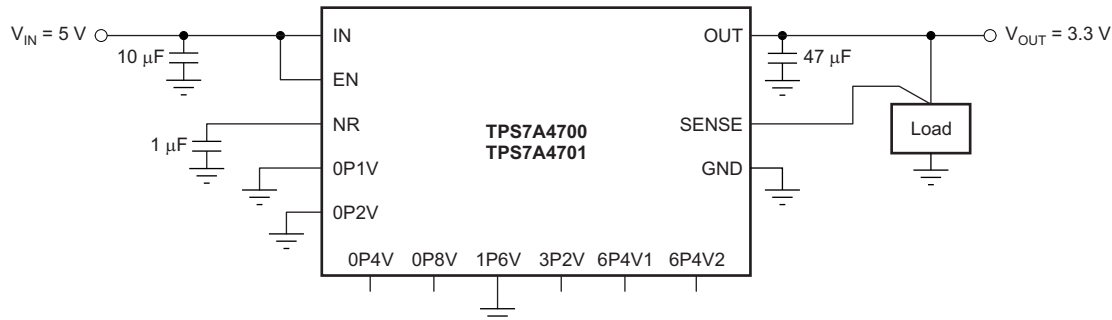 V_IN = 5 V
10 μF
IN
EN
1 μF
NR
0P1V
0P2V
TPS7A4700
TPS7A4701
OUT
47 μF
V_OUT = 3.3 V
SENSE
Load
GND
0P4V 0P8V 1P6V 3P2V 6P4V1 6P4V2